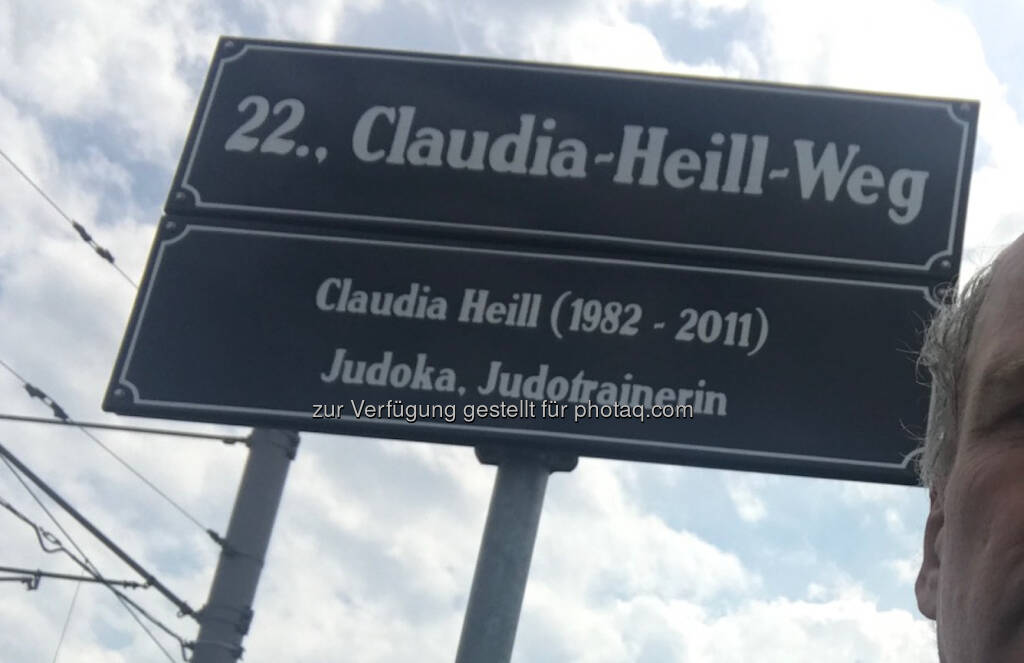 22., Claudia-Heill-Weg
Claudia Heill (1982 - 2011)
Judoka, Judotrainerin
zur Verfügung gestellt für photaq.com